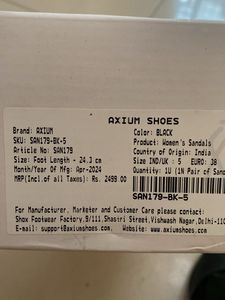 AXIUM SHOES
Brand: AXIUM Color: BLACK
SKU: SAN179-BK-5 Product: Women's Sandals
Article No: SAN179 Country of Origin: India
Size: Foot Length - 24.3 cm Size IND/UK : 5 EURO: 38
Month/Year Of Mfg: Apr-2024 Quantity: 1U (1N Pair of Sand
MRP(Incl.of all Taxes): Rs. 2499.00
SAN179-BK-5
For Manufacturer, Marketer and Customer Care please contact:
Shox Footwear Factory,9/111,Shastri Street,Vishwash Nagar,Delhi-110
E-mail: support@axiumshoes.com, Website: www.axiumshoes.com